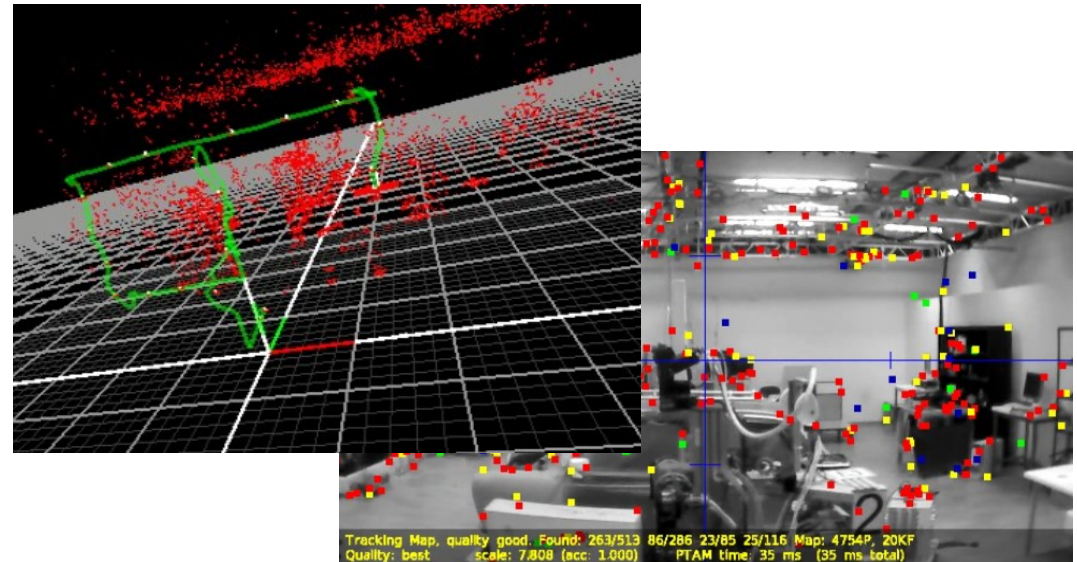 2
Tracking Map, quality good. Found: 263/513 86/286 23/85 25/116 Map: 4754P, 20KF
Quality: best scale: 7.808 (acc: 1.000) PTAM time: 35 ms (35 ms total)